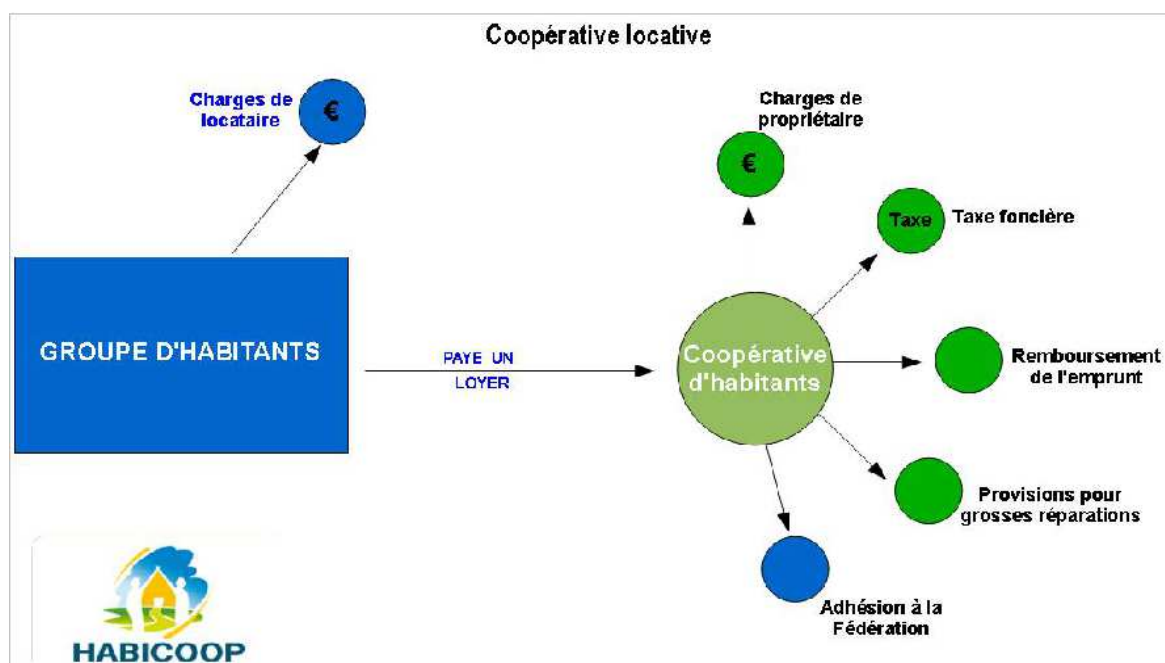 Coopérative locative
Charges de
locataire
€
Charges de
propriétaire
€
Taxe
Taxe foncière
GROUPE D'HABITANTS
PAYE UN
LOYER
Coopérative
d'habitants
Remboursement
de l'emprunt
Provisions pour
grosses réparations
Adhésion à la
Fédération
HABICOOP